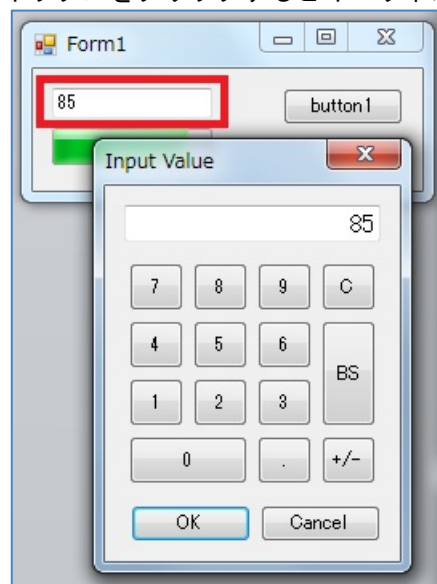 Form1
85
button1
Input Value
85
7 8 9 C
4 5 6
BS
1 2 3
0 . +/-
OK Cancel